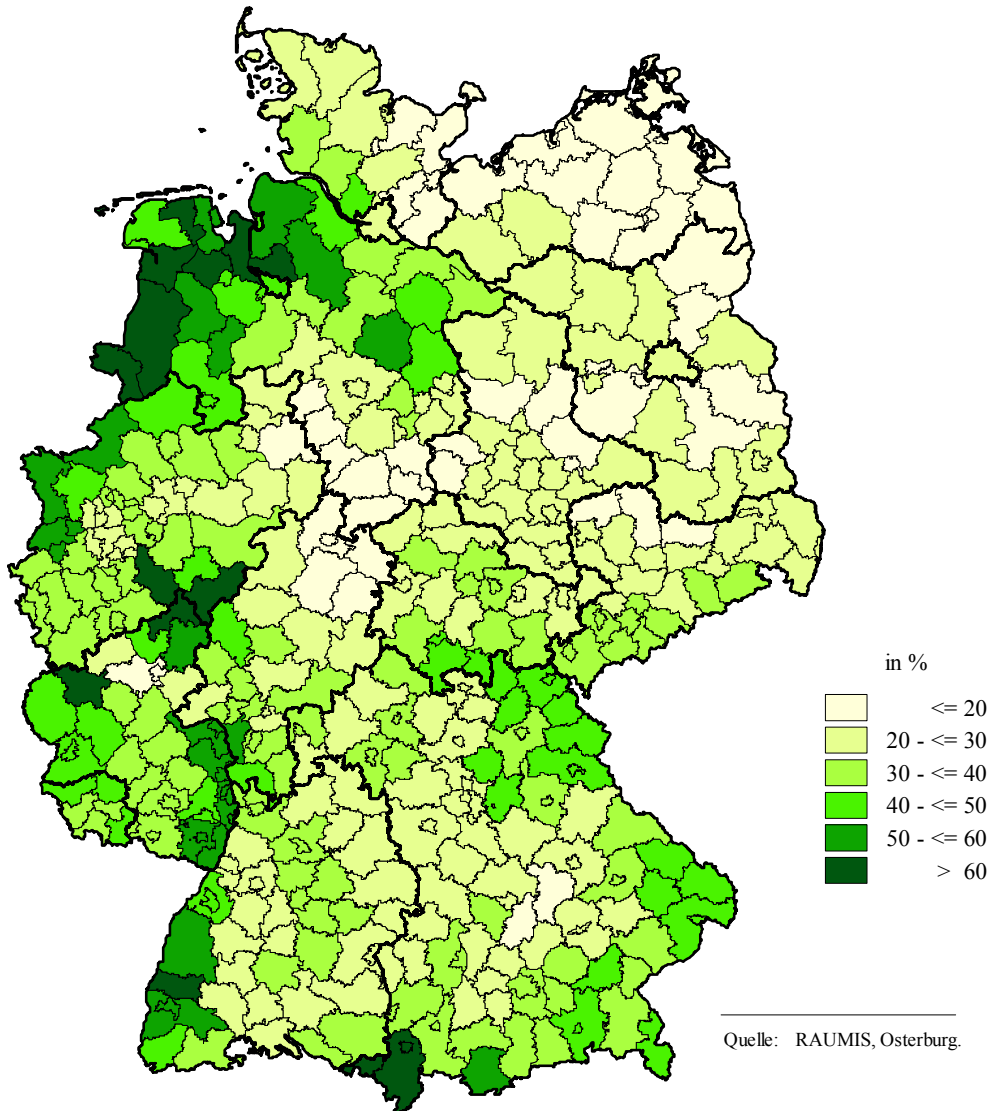 in %
<= 20
20 - <= 30
30 - <= 40
40 - <= 50
50 - <= 60
> 60
Quelle: RAUMIS, Osterburg.